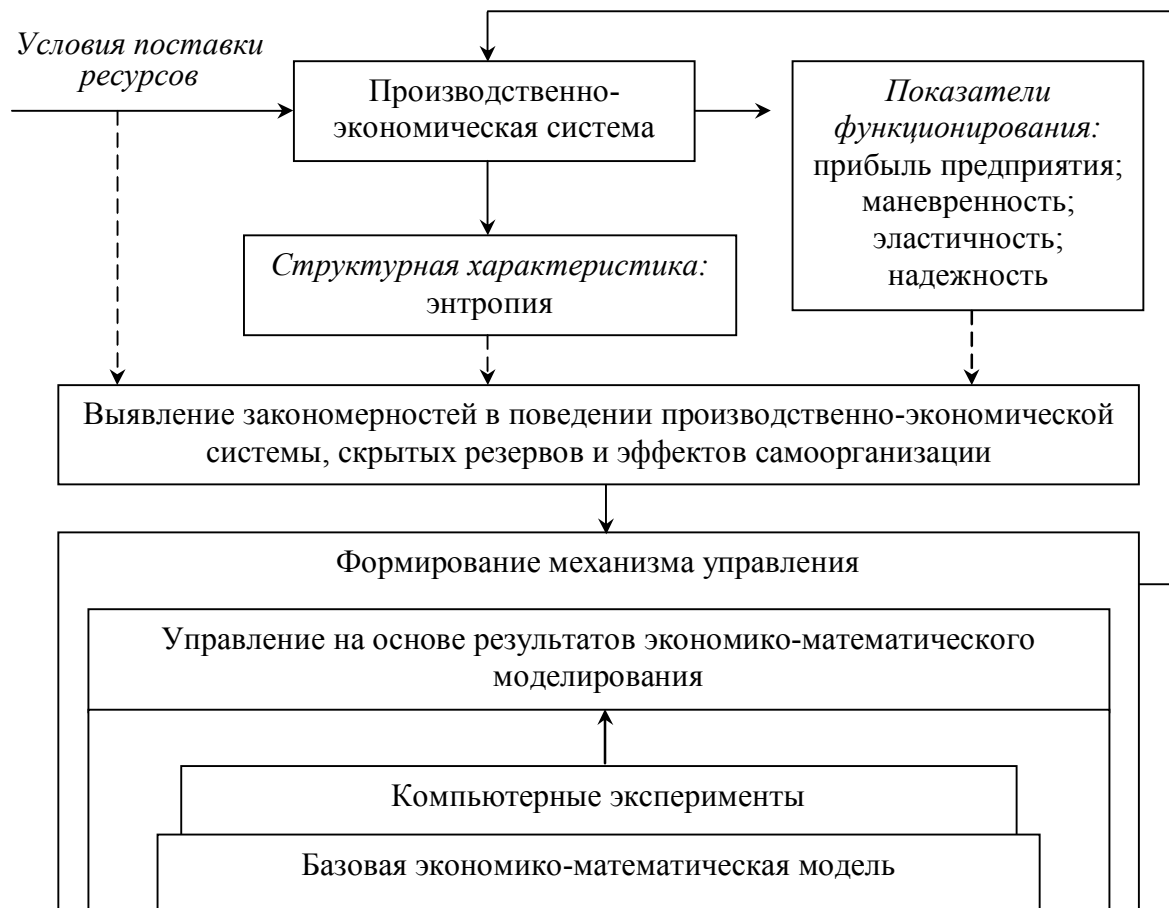 Условия поставки
ресурсов
Производственно-
экономическая система
Показатели
функционирования:
прибыль предприятия;
маневренность;
эластичность;
надежность
Структурная характеристика:
энтропия
Выявление закономерностей в поведении производственно-экономической
системы, скрытых резервов и эффектов самоорганизации
Формирование механизма управления
Управление на основе результатов экономико-математического
моделирования
Компьютерные эксперименты
Базовая экономико-математическая модель